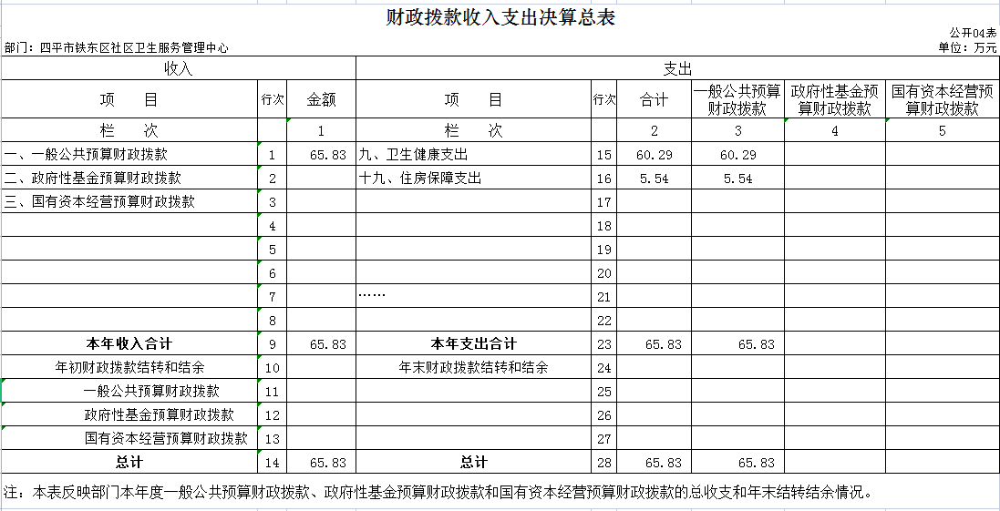 财政拨款收入支出决算总表
公开04表
部门：四平市铁东区社区卫生服务管理中心 单位：万元
收入 支出
项 目 行次 金额 项 目 行次 合计 一般公共预算财政拨款 政府性基金预算财政拨款 国有资本经营预算财政拨款
栏 次 1 栏 次 2 3 4 5
一、一般公共预算财政拨款 1 65.83 九、卫生健康支出 15 60.29 60.29
二、政府性基金预算财政拨款 2 十九、住房保障支出 16 5.54 5.54
三、国有资本经营预算财政拨款 3 17
4 18
5 19
6 20
7 …… 21
8 22
本年收入合计 9 65.83 本年支出合计 23 65.83 65.83
年初财政拨款结转和结余 10 年末财政拨款结转和结余 24
一般公共预算财政拨款 11 25
政府性基金预算财政拨款 12 26
国有资本经营预算财政拨款 13 27
总计 14 65.83 总计 28 65.83 65.83
注：本表反映部门本年度一般公共预算财政拨款、政府性基金预算财政拨款和国有资本经营预算财政拨款的总收支和年末结转结余情况。